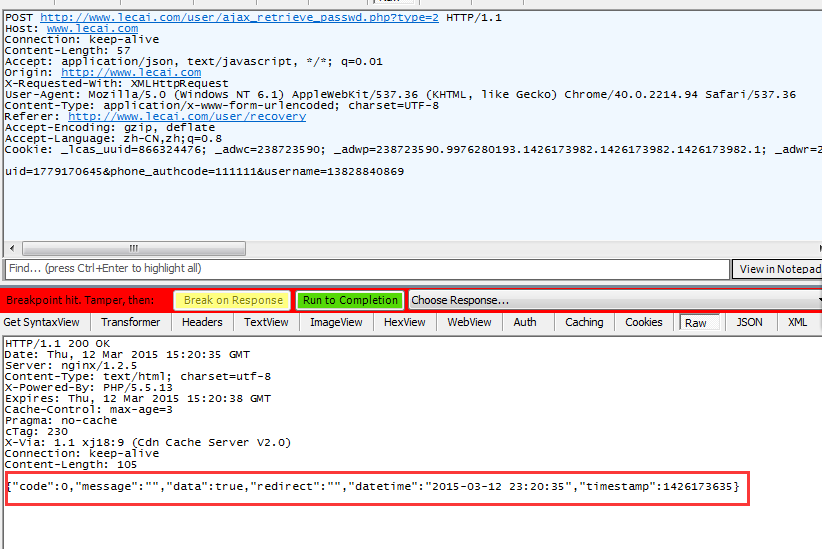 Raw
POST http://www.lecai.com/user/ajax_retrieve_passwd.php?type=2 HTTP/1.1
Host: www.lecai.com
Connection: keep-alive
Content-Length: 57
Accept: application/json, text/javascript, */*; q=0.01
Origin: http://www.lecai.com
X-Requested-With: XMLHttpRequest
User-Agent: Mozilla/5.0 (Windows NT 6.1) AppleWebKit/537.36 (KHTML, like Gecko) Chrome/40.0.2214.94 Safari/537.36
Content-Type: application/x-www-form-urlencoded; charset=UTF-8
Referer: http://www.lecai.com/user/recovery
Accept-Encoding: gzip, deflate
Accept-Language: zh-CN,zh;q=0.8
Cookie: _lcas_uuid=866324476; _adwc=238723590; _adwp=238723590.9976280193.1426173982.1426173982.1426173982.1; _adwr=2
uid=1779170645&phone_authcode=111111&username=13828840869
Find... (press Ctrl+Enter to highlight all) View in Notepad
Breakpoint hit. Tamper, then: Break on Response Run to Completion Choose Response...
Get SyntaxView Transformer Headers TextView ImageView HexView WebView Auth Caching Cookies Raw JSON XML
HTTP/1.1 200 OK
Date: Thu, 12 Mar 2015 15:20:35 GMT
Server: nginx/1.2.5
Content-Type: text/html; charset=utf-8
X-Powered-By: PHP/5.5.13
Expires: Thu, 12 Mar 2015 15:20:38 GMT
Cache-Control: max-age=3
Pragma: no-cache
cTag: 230
X-Via: 1.1 xj18:9 (Cdn Cache Server V2.0)
Connection: keep-alive
Content-Length: 105
{"code":0,"message":"","data":true,"redirect":"","datetime":"2015-03-12 23:20:35","timestamp":1426173635}